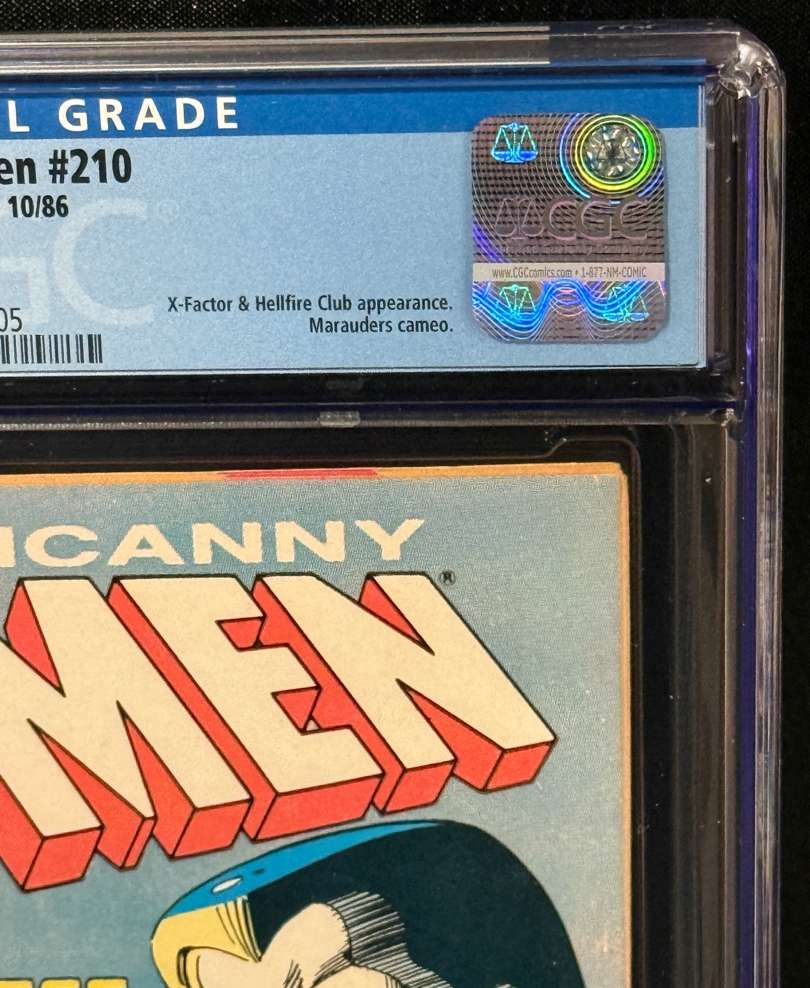 L GRADE
en #210
10/86
CGC
www.CGCcomics.com • 1-877-NM-COMIC
X-Factor & Hellfire Club appearance.
Marauders cameo.
05
NCANNY
MEN®